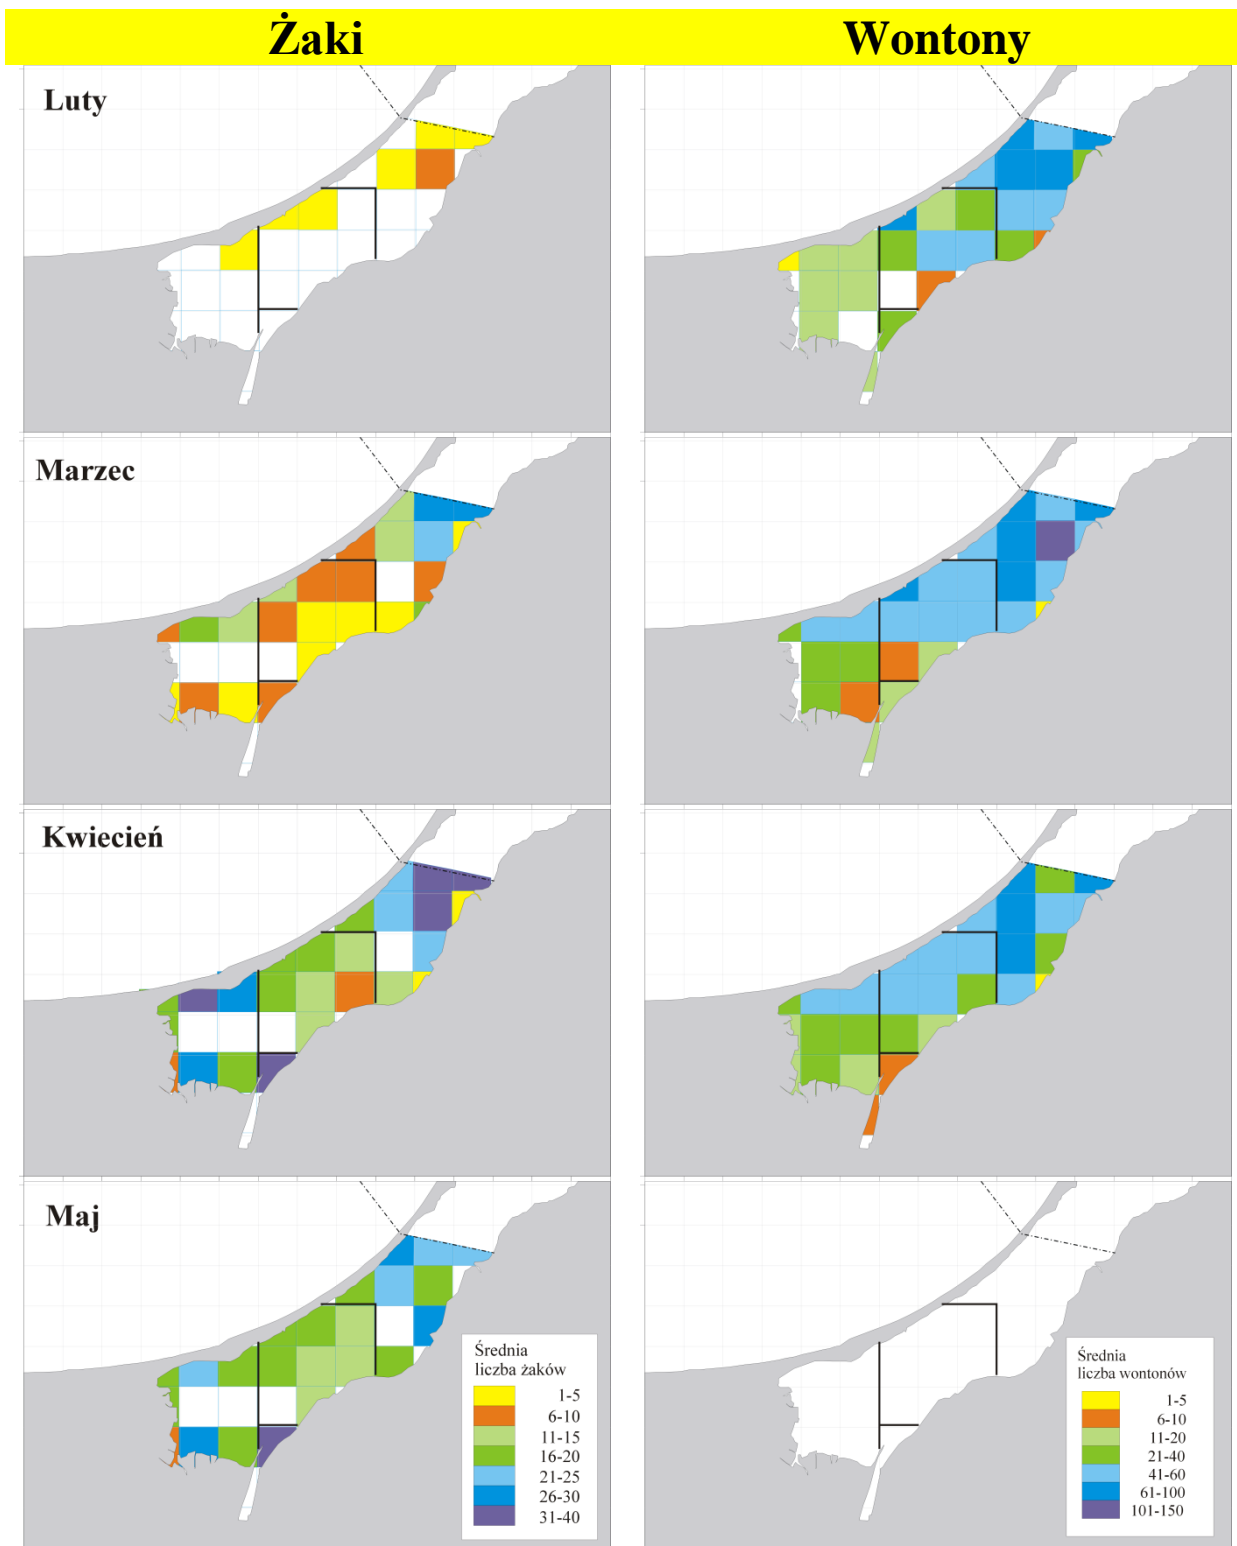 Żaki
Wontony
Luty
Marzec
Kwiecień
Maj
Średnia
liczba żaków
1-5
6-10
11-15
16-20
21-25
26-30
31-40
Średnia
liczba wontonów
1-5
6-10
11-20
21-40
41-60
61-100
101-150